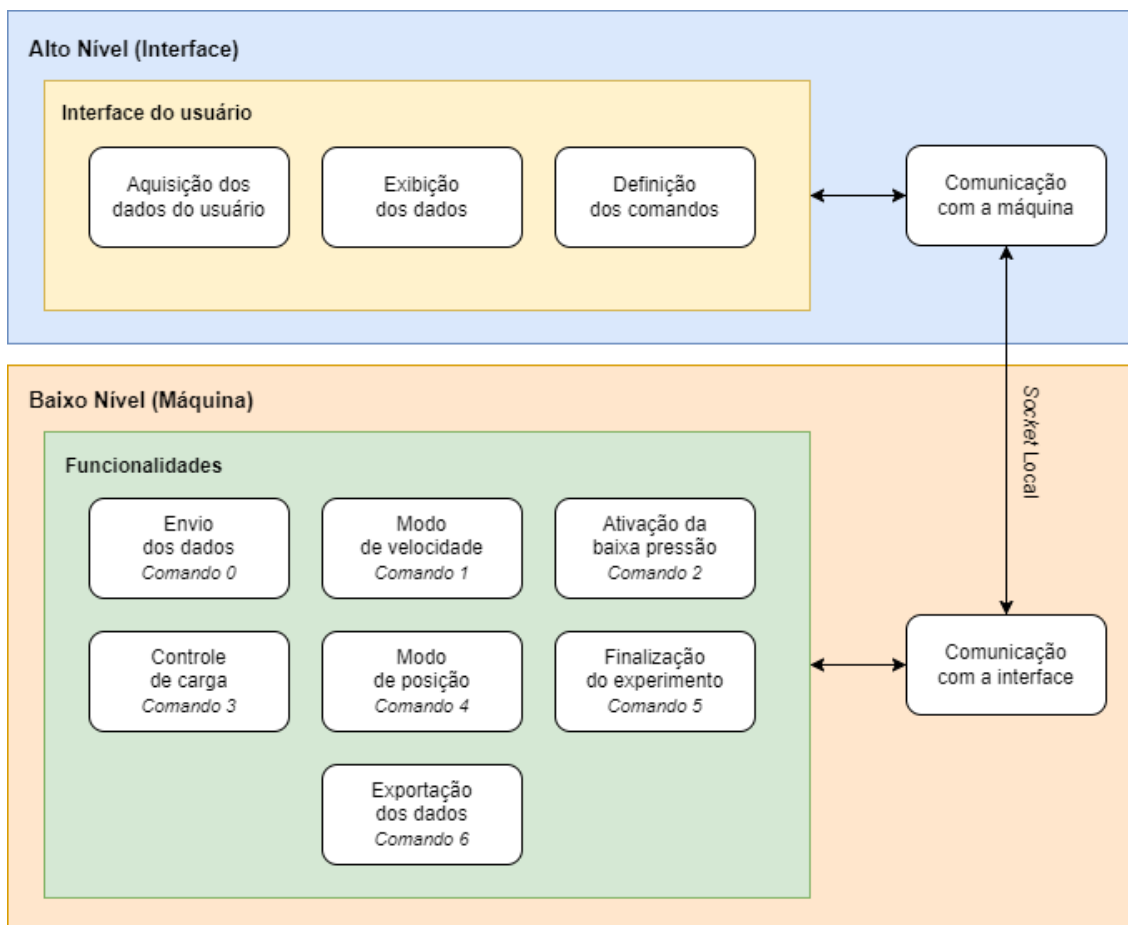 Alto Nível (Interface)
Interface do usuário
Aquisição dos
dados do usuário
Exibição
dos dados
Definição
dos comandos
Comunicação
com a máquina
Socket Local
Baixo Nível (Máquina)
Funcionalidades
Envio
dos dados
Comando 0
Modo
de velocidade
Comando 1
Ativação da
baixa pressão
Comando 2
Controle
de carga
Comando 3
Modo
de posição
Comando 4
Finalização
do experimento
Comando 5
Exportação
dos dados
Comando 6
Comunicação
com a interface